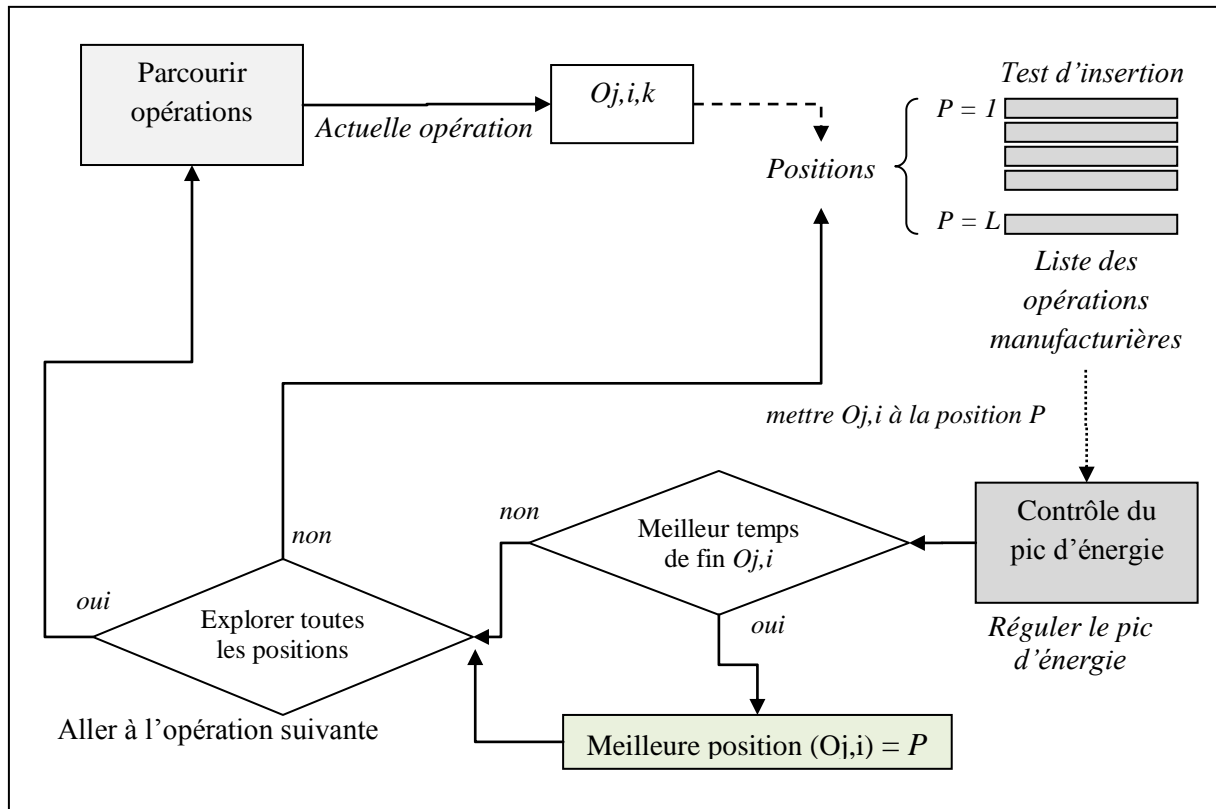 Parcourir
opérations
Actuelle opération
Oj,i,k
Positions
Test d'insertion
P = 1
P = L
Liste des
opérations
manufacturières
mettre Oj,i à la position P
Contrôle du
pic d'énergie
Réguler le pic
d'énergie
Meilleur temps
de fin Oj,i
non
oui
Meilleure position (Oj,i) = P
Explorer toutes
les positions
non
oui
Aller à l'opération suivante